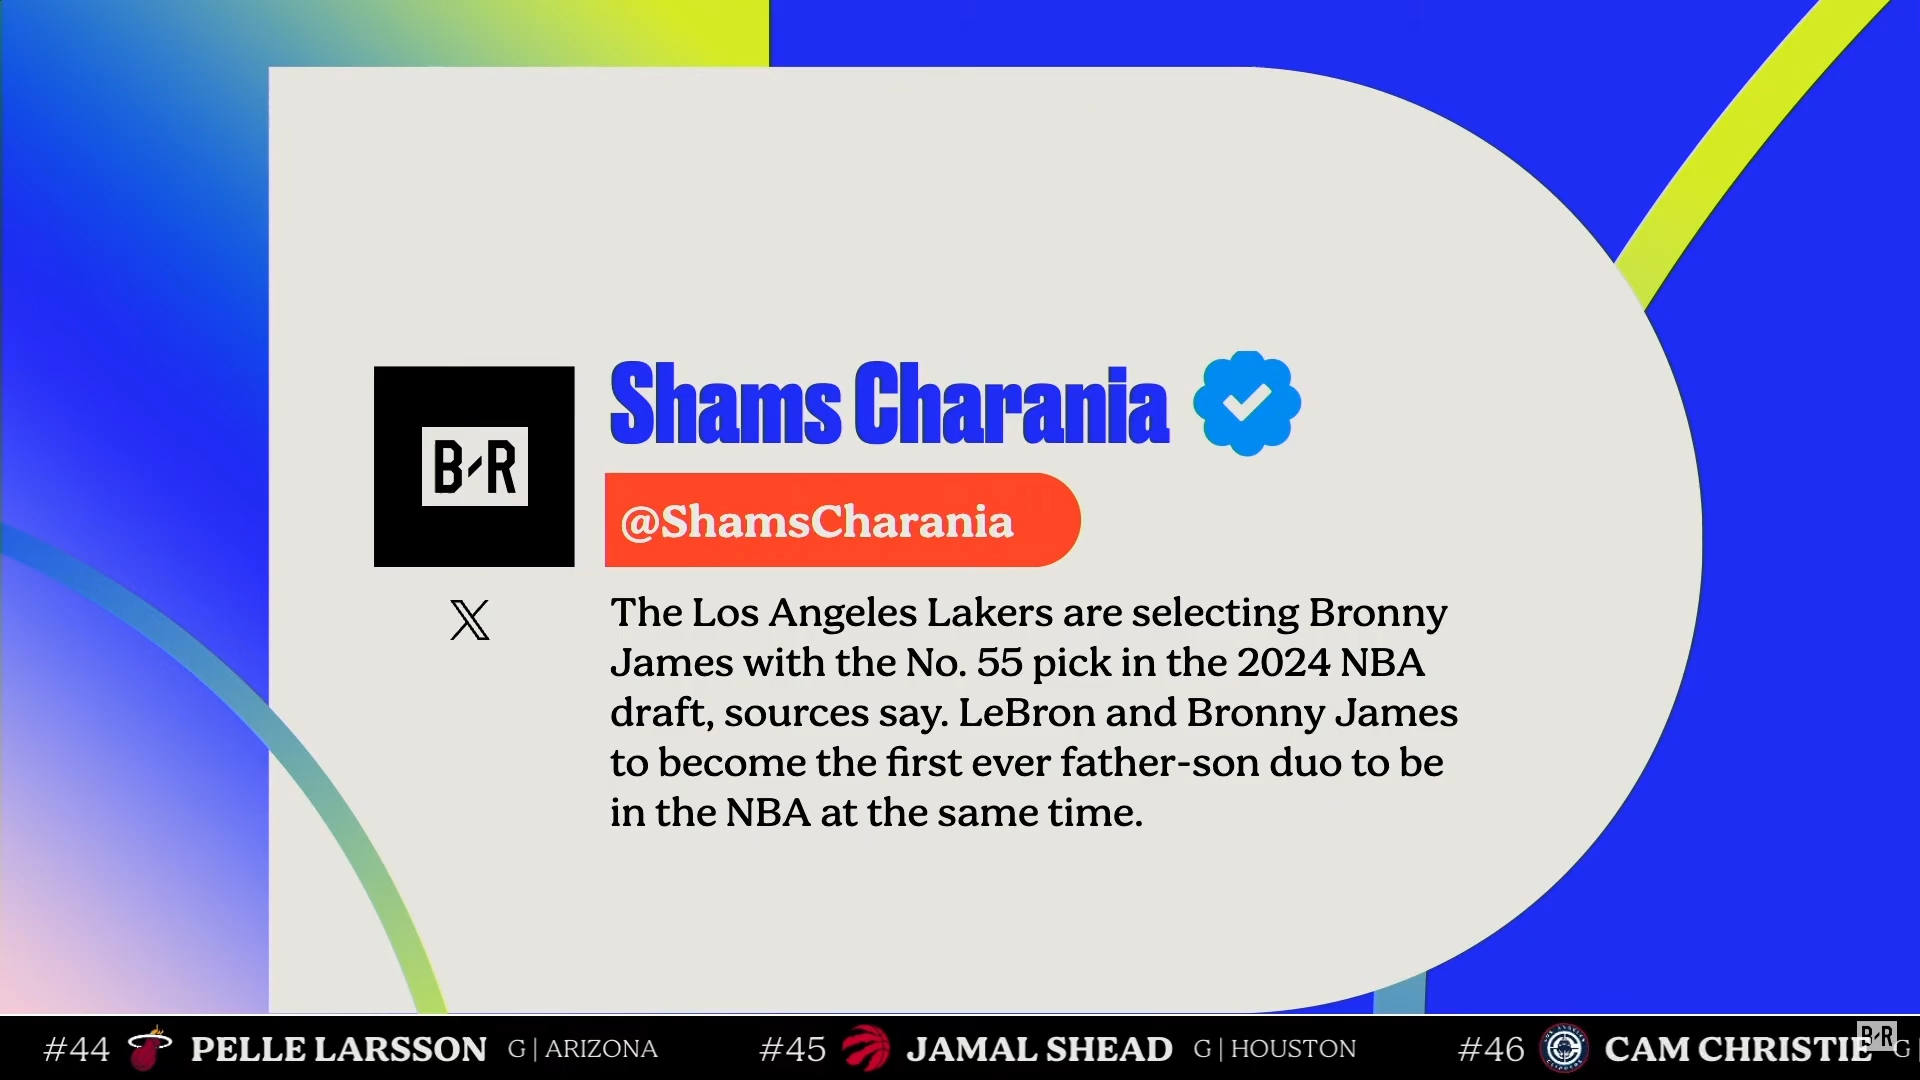 Shams Charania
B/R
@ShamsCharania
X
The Los Angeles Lakers are selecting Bronny
James with the No. 55 pick in the 2024 NBA
draft, sources say. LeBron and Bronny James
to become the first ever father-son duo to be
in the NBA at the same time.
#44 PELLE LARSSON G | ARIZONA #45 JAMAL SHEAD G | HOUSTON #46 CAM CHRISTIE G |
B/R